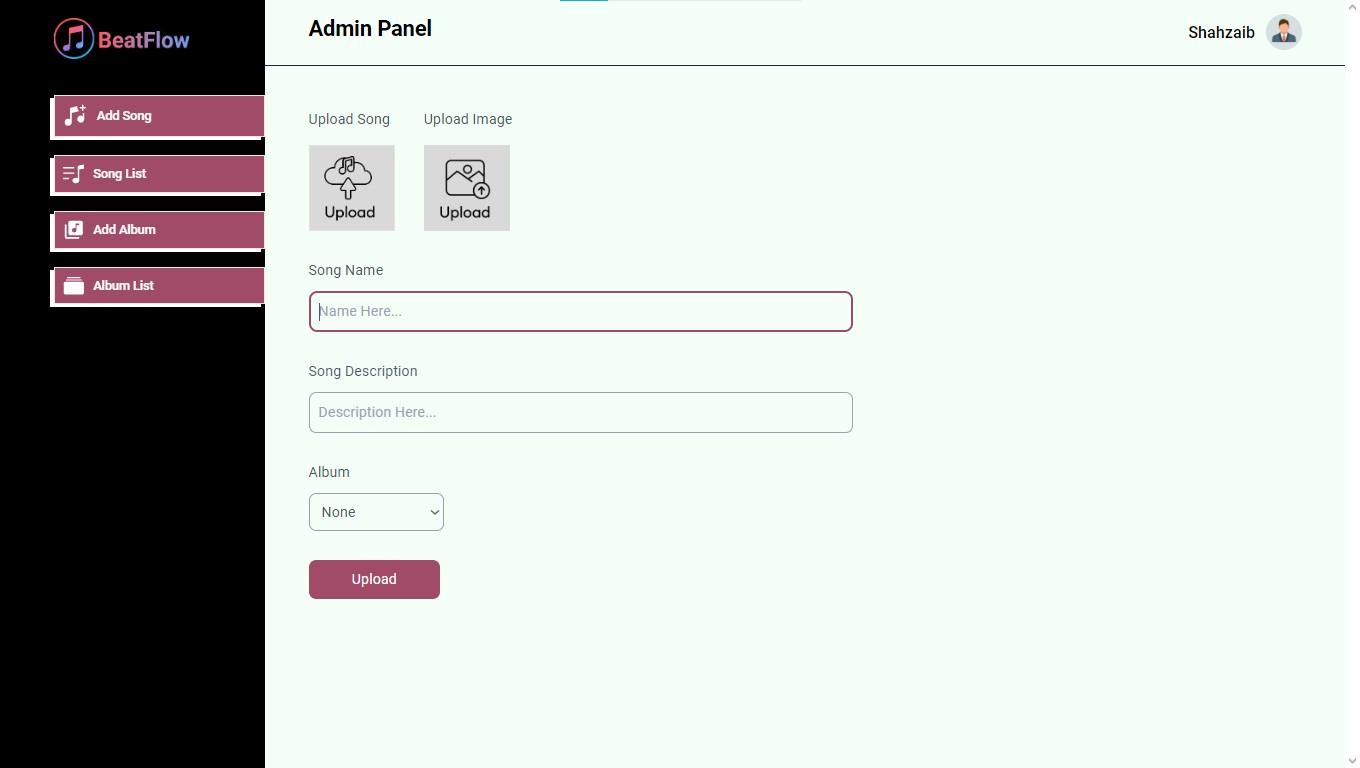 BeatFlow
Admin Panel
Shahzaib
Add Song
Song List
Add Album
Album List
Upload Song
Upload Image
Upload
Upload
Song Name
Name Here...
Song Description
Description Here...
Album
None
Upload